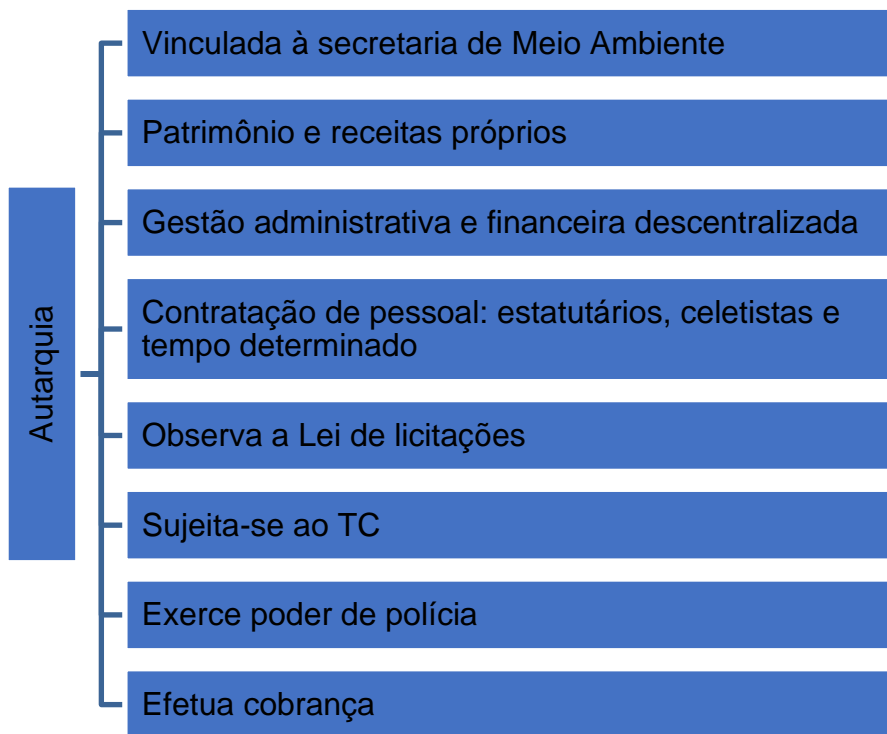 Autarquia
Vinculada à secretaria de Meio Ambiente
Patrimônio e receitas próprios
Gestão administrativa e financeira descentralizada
Contratação de pessoal: estatutários, celetistas e
tempo determinado
Observa a Lei de licitações
Sujeita-se ao TC
Exerce poder de polícia
Efetua cobrança